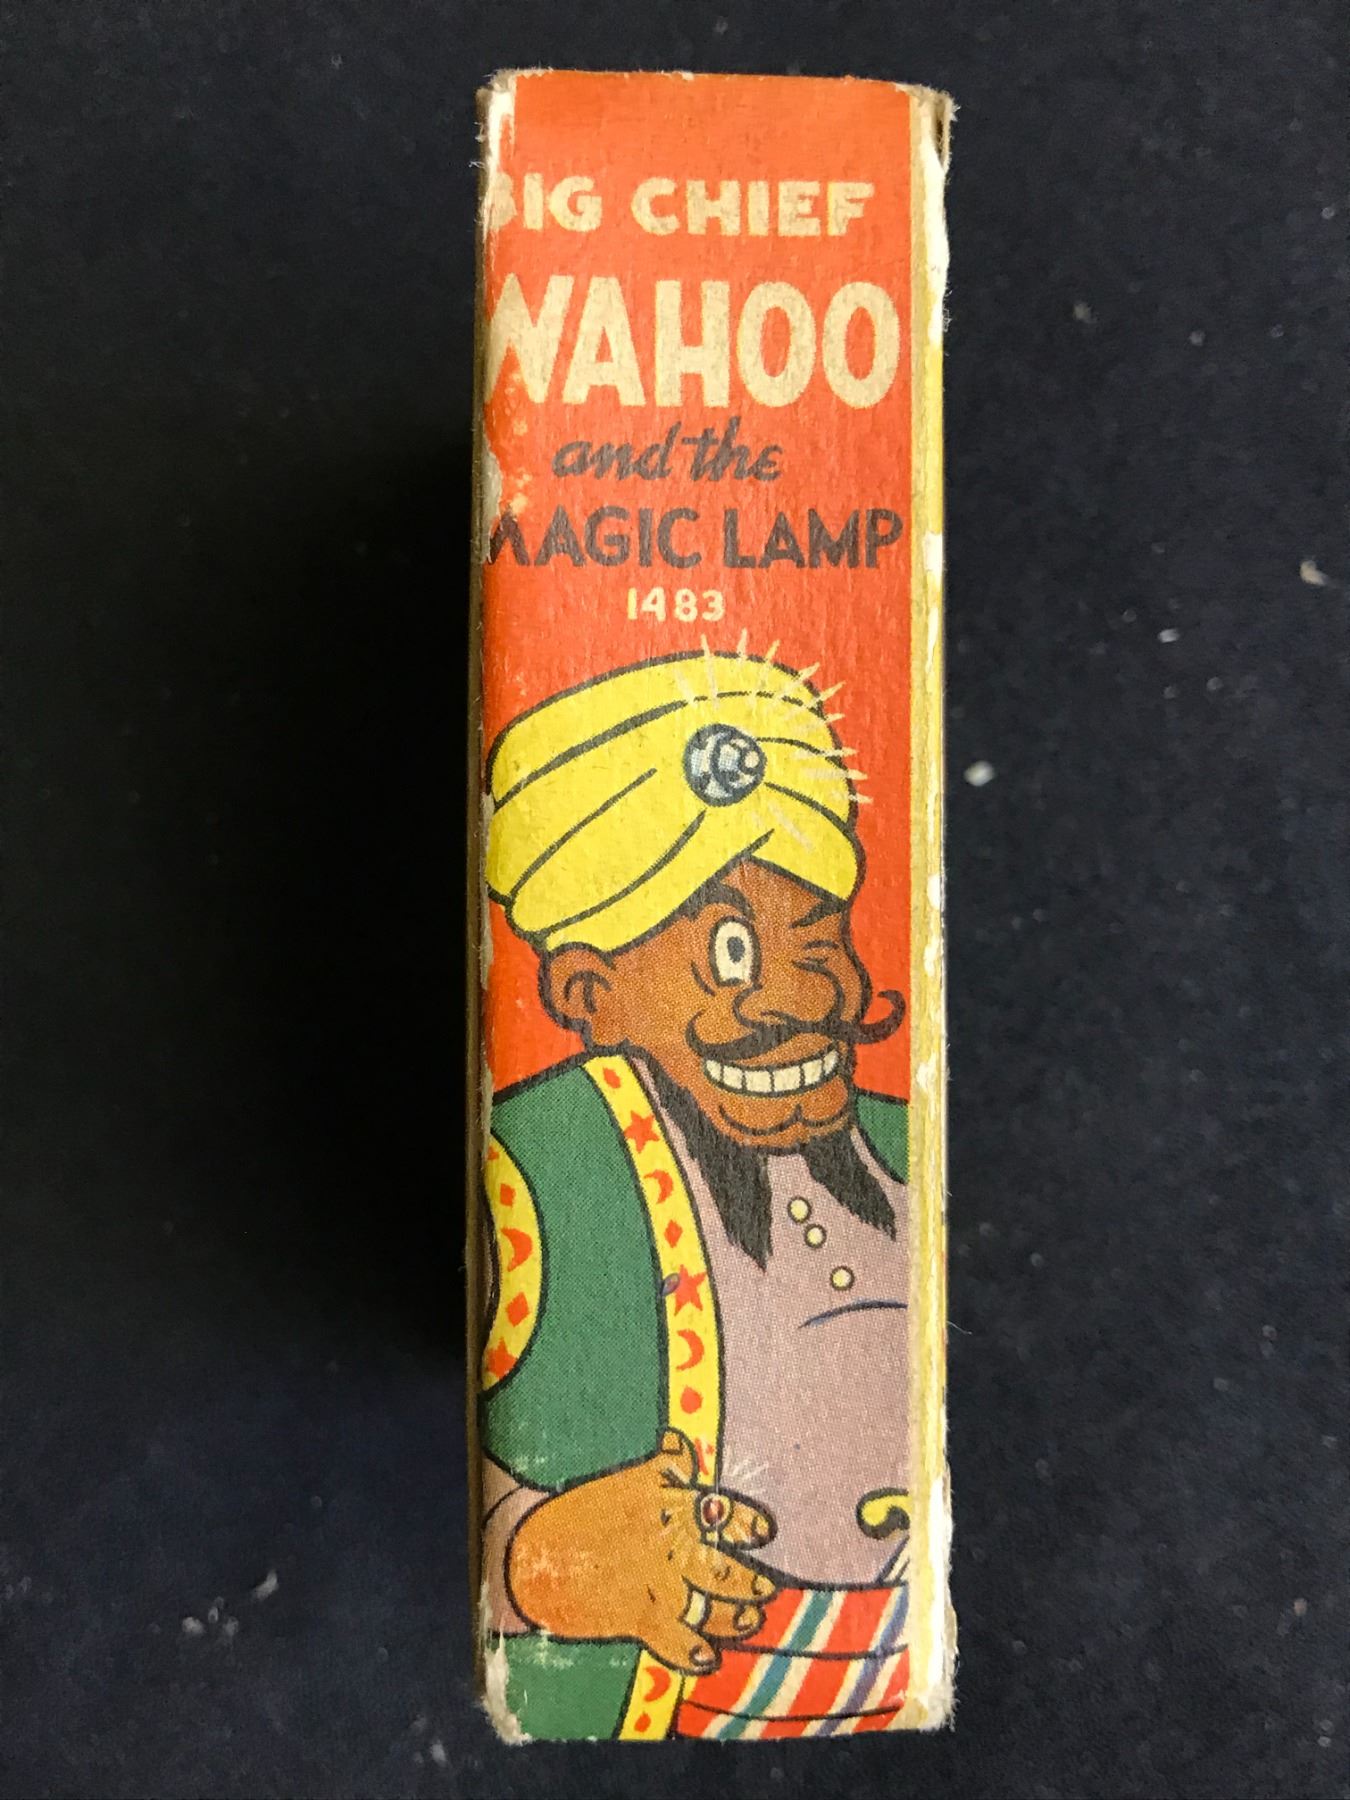 BIG CHIEF
WAHOO
and the
MAGIC LAMP
1483